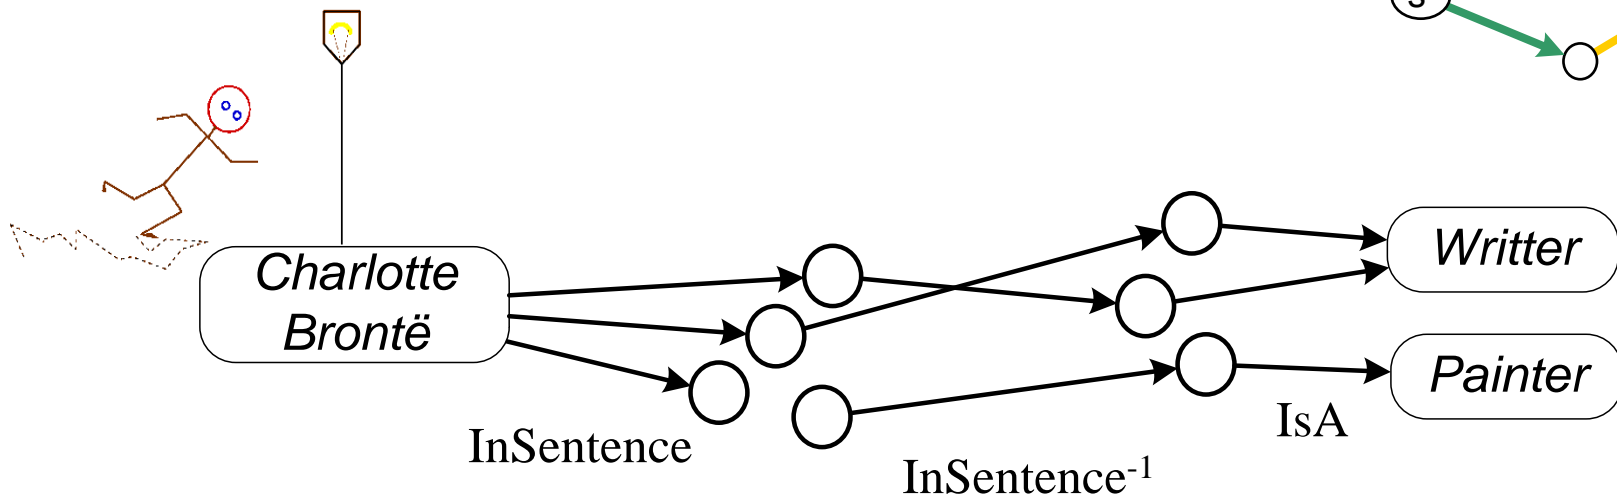 s
Charlotte
Brontë
Writter
Painter
IsA
InSentence
InSentence⁻¹